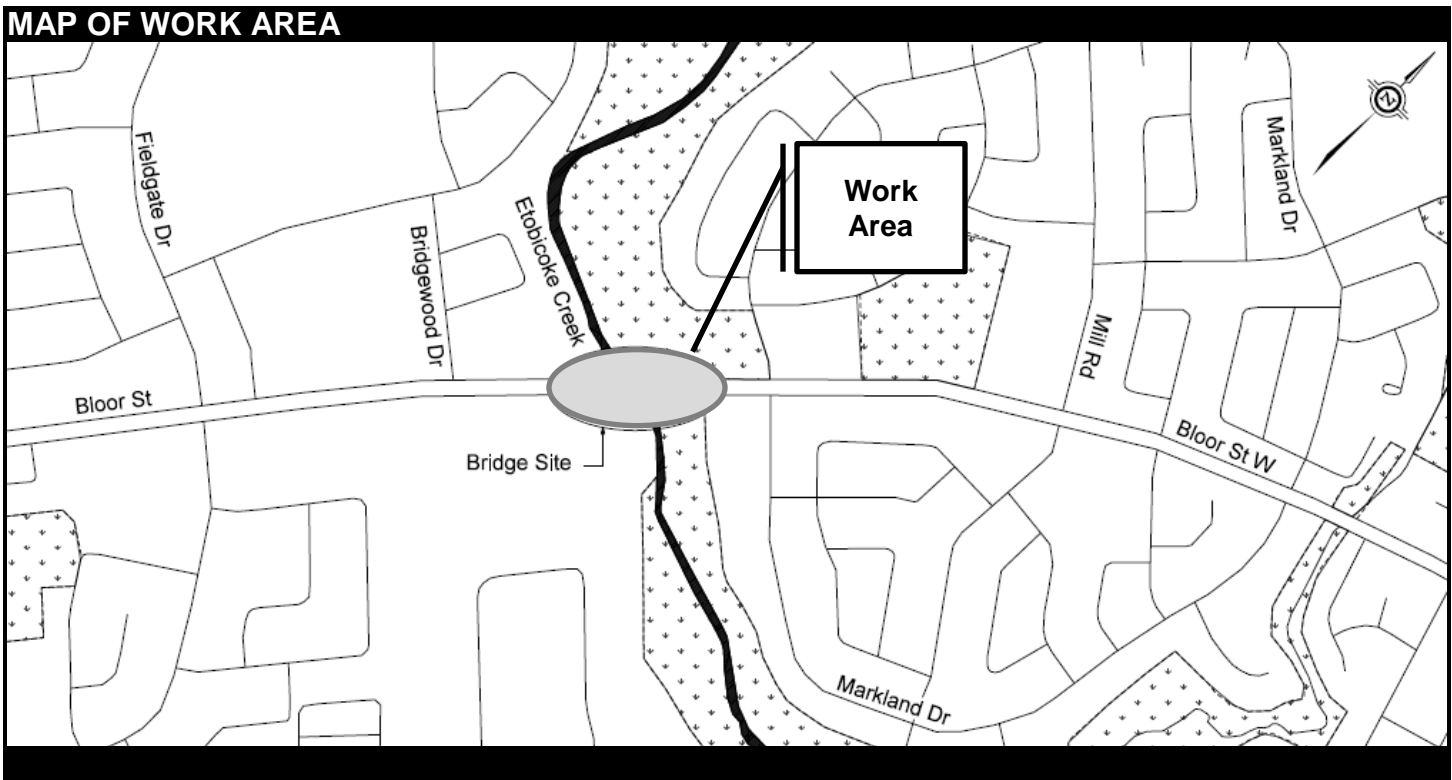 MAP OF WORK AREA
Fieldgate Dr
Bridgewood Dr
Etobicoke Creek
Work
Area
Markland Dr
Mill Rd
Bloor St
Bridge Site
Bloor St W
Markland Dr
N